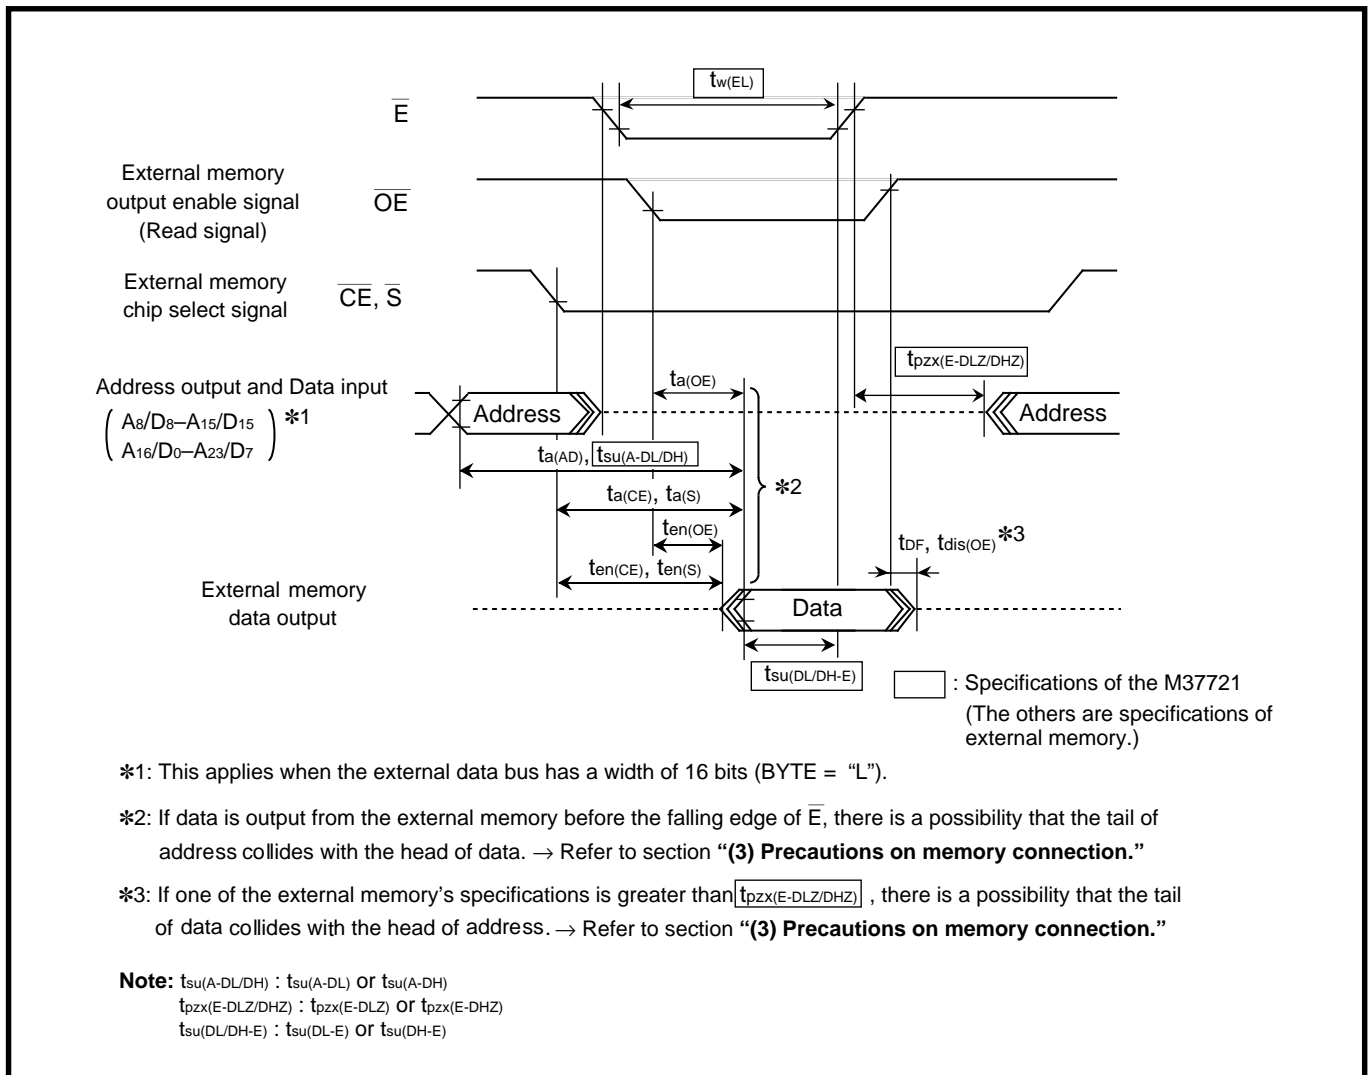 tw(EL)
E
External memory
output enable signal
(Read signal)
OE
External memory
chip select signal
CE, S
tpzx(E-DLZ/DHZ)
Address output and Data input
A8/D8–A15/D15
A16/D0–A23/D7
✽1
Address
ta(OE)
Address
ta(AD), tsu(A-DL/DH)
✽2
ta(CE), ta(S)
ten(OE)
tDF, tdis(OE)✽3
ten(CE), ten(S)
External memory
data output
Data
tsu(DL/DH-E)
: Specifications of the M37721
(The others are specifications of
external memory.)
✽1: This applies when the external data bus has a width of 16 bits (BYTE = “L”).
✽2: If data is output from the external memory before the falling edge of E, there is a possibility that the tail of
address collides with the head of data. → Refer to section “(3) Precautions on memory connection.”
✽3: If one of the external memory’s specifications is greater than tpzx(E-DLZ/DHZ) , there is a possibility that the tail
of data collides with the head of address. → Refer to section “(3) Precautions on memory connection.”
Note: tsu(A-DL/DH) : tsu(A-DL) or tsu(A-DH)
tpzx(E-DLZ/DHZ) : tpzx(E-DLZ) or tpzx(E-DHZ)
tsu(DL/DH-E) : tsu(DL-E) or tsu(DH-E)